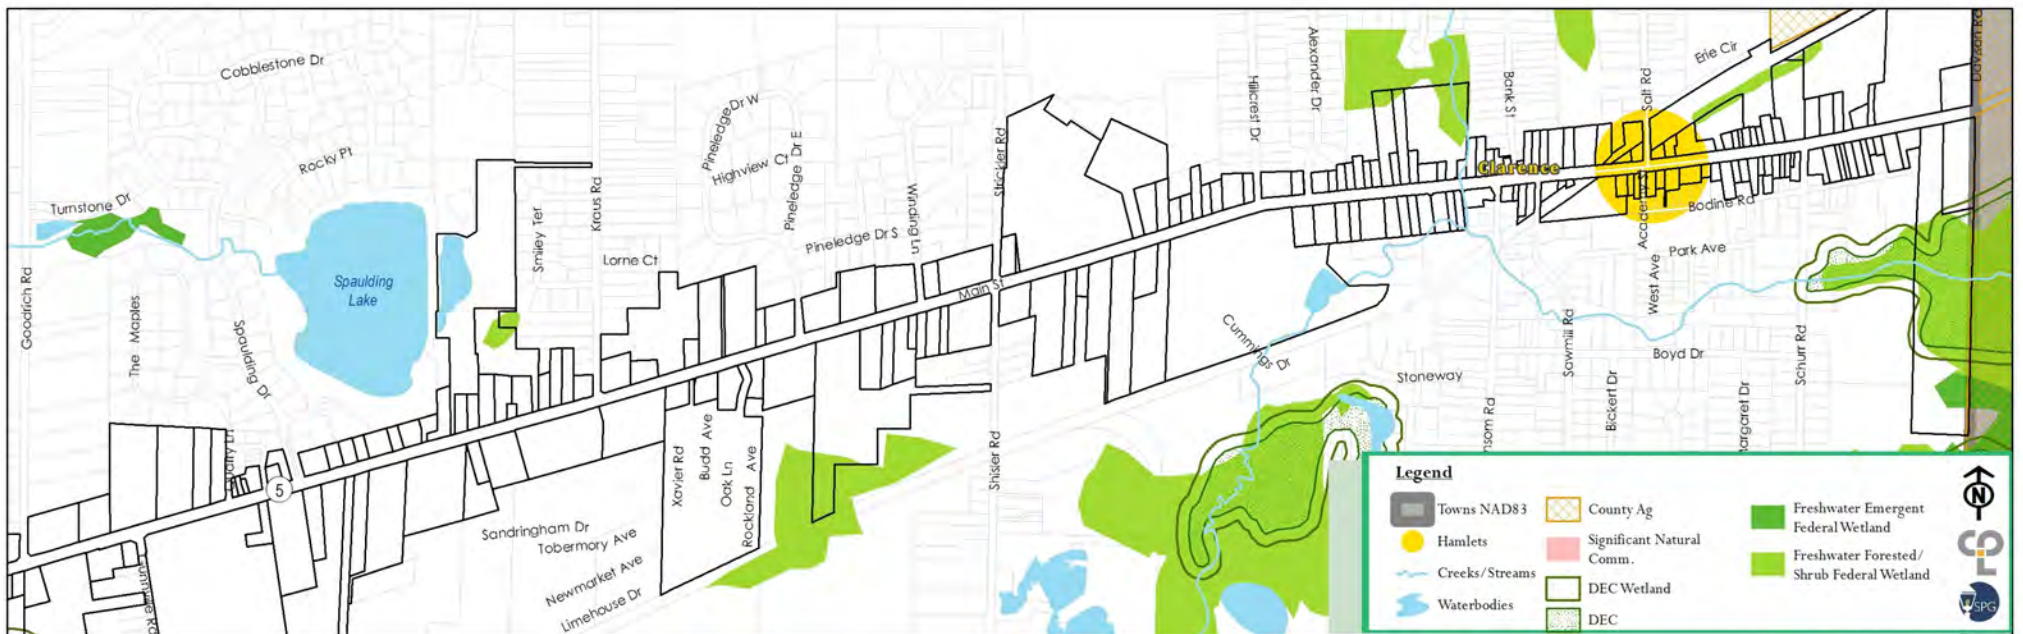 Cobblestone Dr
Rocky Pt
Turnstone Dr
Goodrich Rd
The Maples
Spaulding Dr
Spaulding
Lake
Smiley Ter
Kraus Rd
Lorne Ct
Pineledge Dr W
Highview Ct
Pineledge Dr E
Pineledge Dr S
Winding Ln
Strickler Rd
Main St
Hillcrest Dr
Alexander Dr
Bank St
Salt Rd
Erie Cir
Davison Rd
Clarence
Bodine Rd
Park Ave
West Ave
Sawmill Rd
Boyd Dr
Schurr Rd
Bickert Dr
Cummings Dr
Stoneway
5
Xavier Rd
Budd Ave
Oak Ln
Rockland Ave
Shisler Rd
Sandringham Dr
Tobermory Ave
Newmarket Ave
Limehouse Dr
Legend
Towns NAD83
Hamlets
Creeks/Streams
Waterbodies
County Ag
Significant Natural
Comm.
DEC Wetland
DEC
Freshwater Emergent
Federal Wetland
Freshwater Forested/
Shrub Federal Wetland
N
SPG